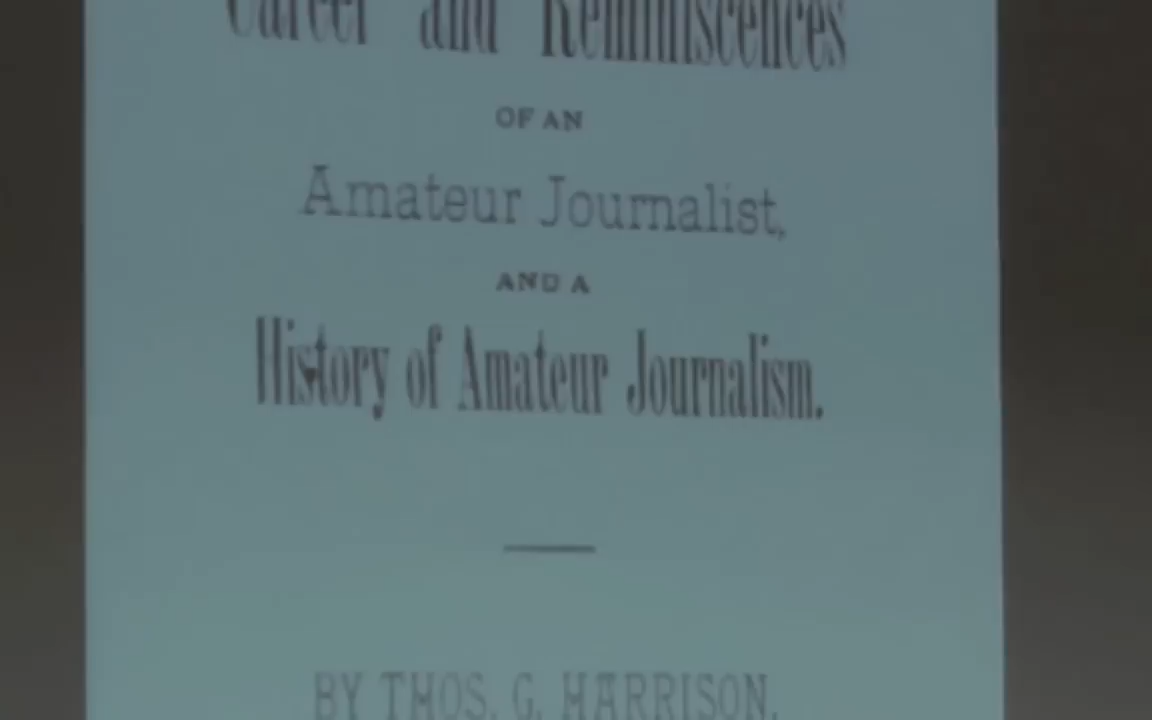 Career and Reminiscences
OF AN
Amateur Journalist,
AND A
History of Amateur Journalism.
BY THOS. G. HARRISON.